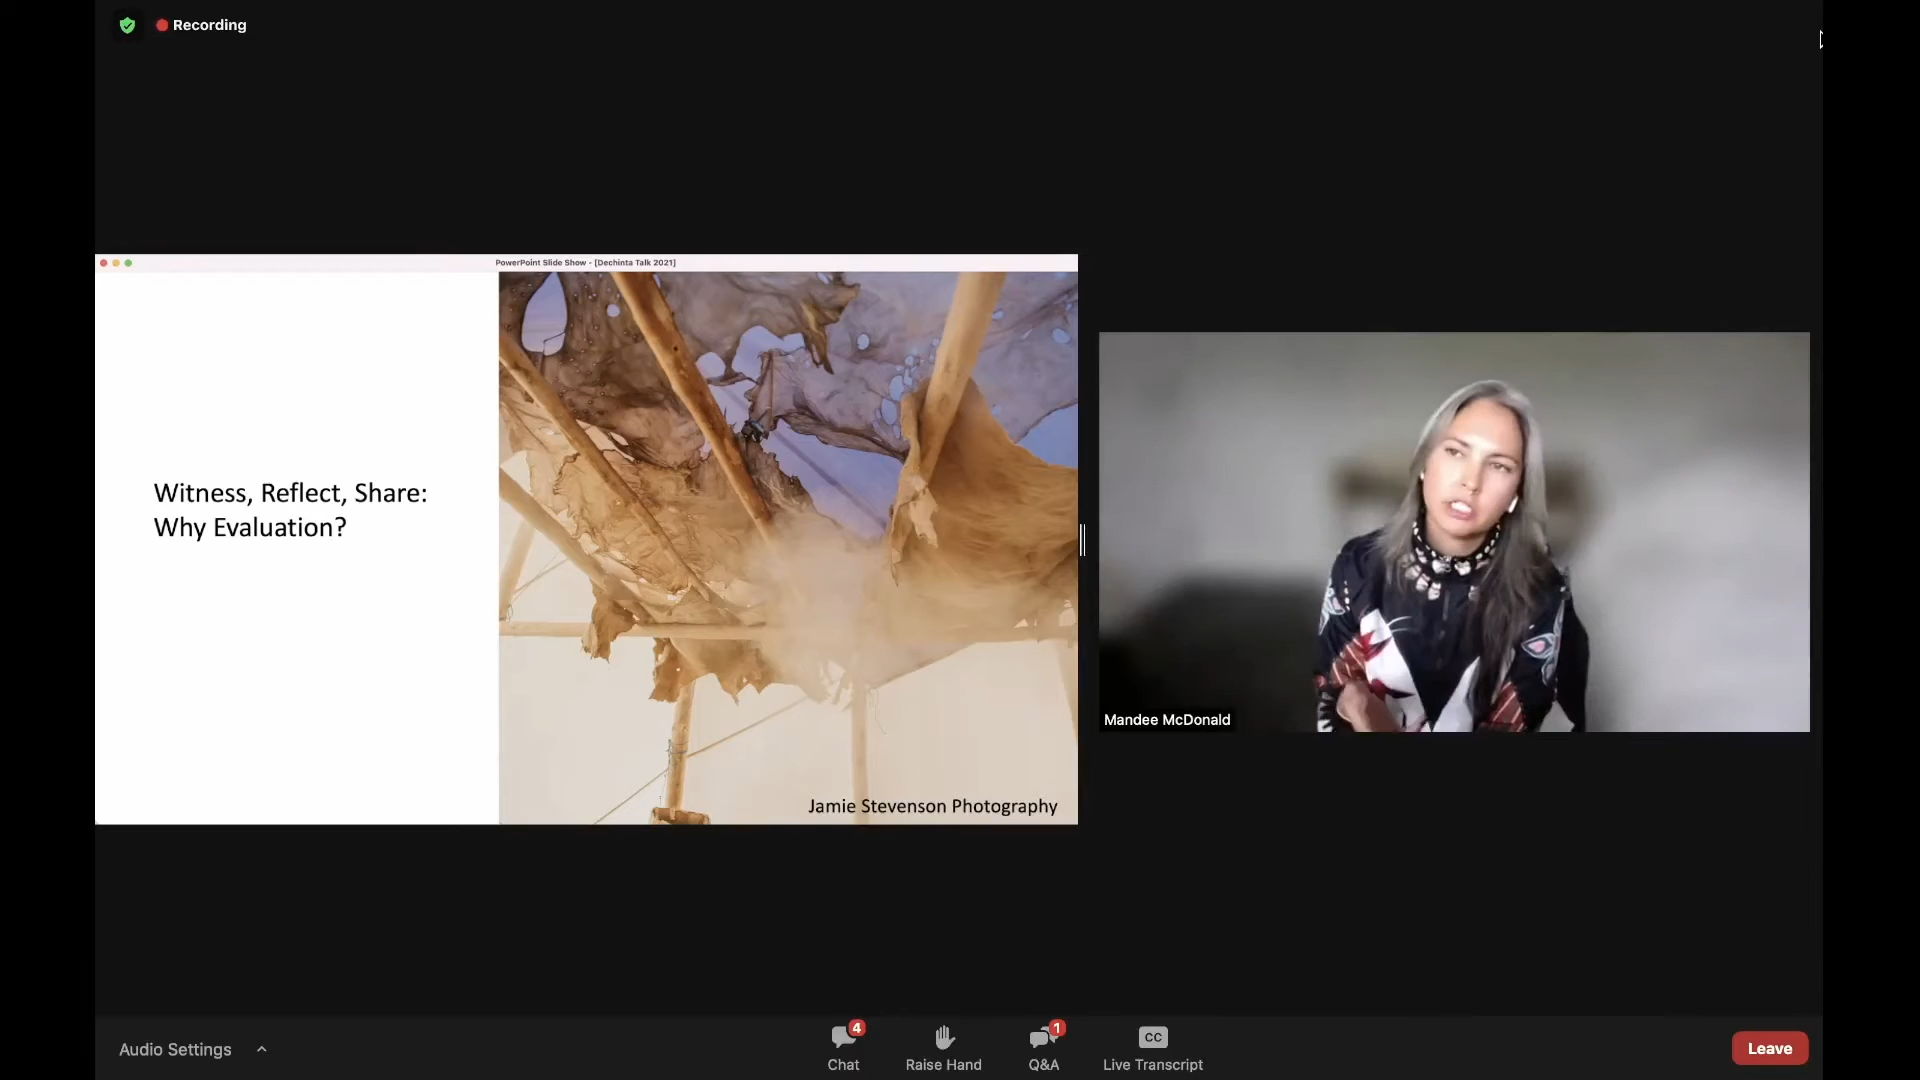 Recording
PowerPoint Slide Show - [Dechinta Talk 2021]
Witness, Reflect, Share:
Why Evaluation?
Jamie Stevenson Photography
Mandee McDonald
Audio Settings
4
Chat
Raise Hand
1
Q&A
CC
Live Transcript
Leave